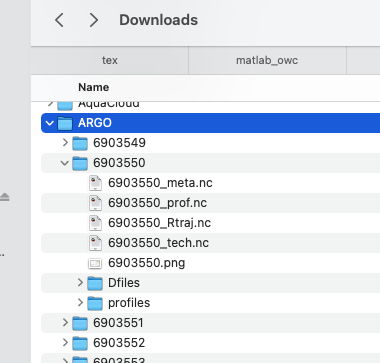 Downloads
tex matlab_owc
Name
AquaCloud
ARGO
6903549
6903550
6903550_meta.nc
6903550_prof.nc
6903550_Rtraj.nc
6903550_tech.nc
6903550.png
Dfiles
profiles
6903551
6903552
6903553